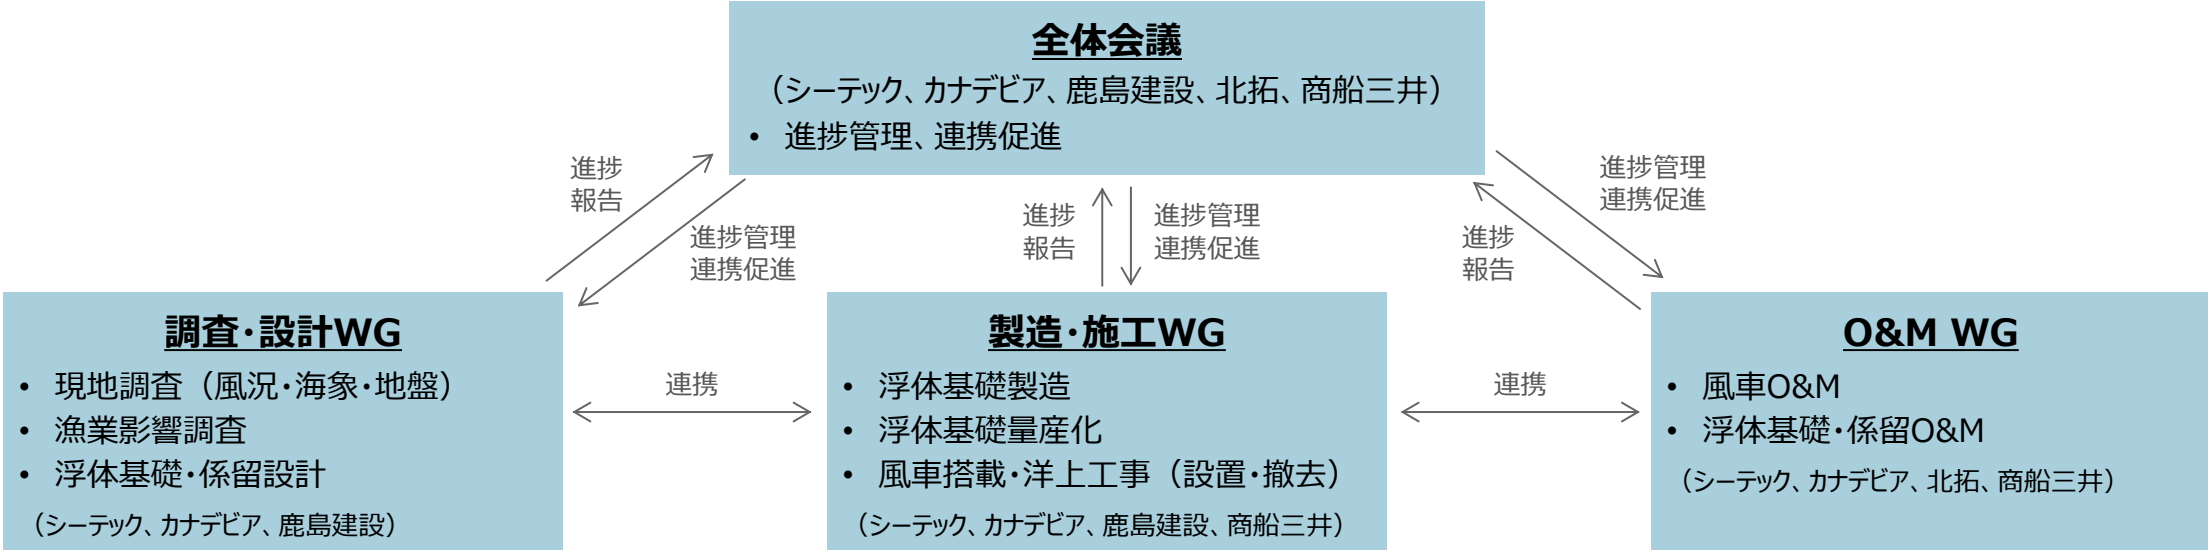 全体会議
（シーテック、カナデビア、鹿島建設、北拓、商船三井）
• 進捗管理、連携促進
進捗
報告
進捗管理
連携促進
進捗
報告
進捗管理
連携促進
進捗
報告
進捗管理
連携促進
調査・設計WG
• 現地調査（風況・海象・地盤）
• 漁業影響調査
• 浮体基礎・係留設計
（シーテック、カナデビア、鹿島建設）
連携
製造・施工WG
• 浮体基礎製造
• 浮体基礎量産化
• 風車搭載・洋上工事（設置・撤去）
（シーテック、カナデビア、鹿島建設、商船三井）
連携
O&M WG
• 風車O&M
• 浮体基礎・係留O&M
（シーテック、カナデビア、北拓、商船三井）